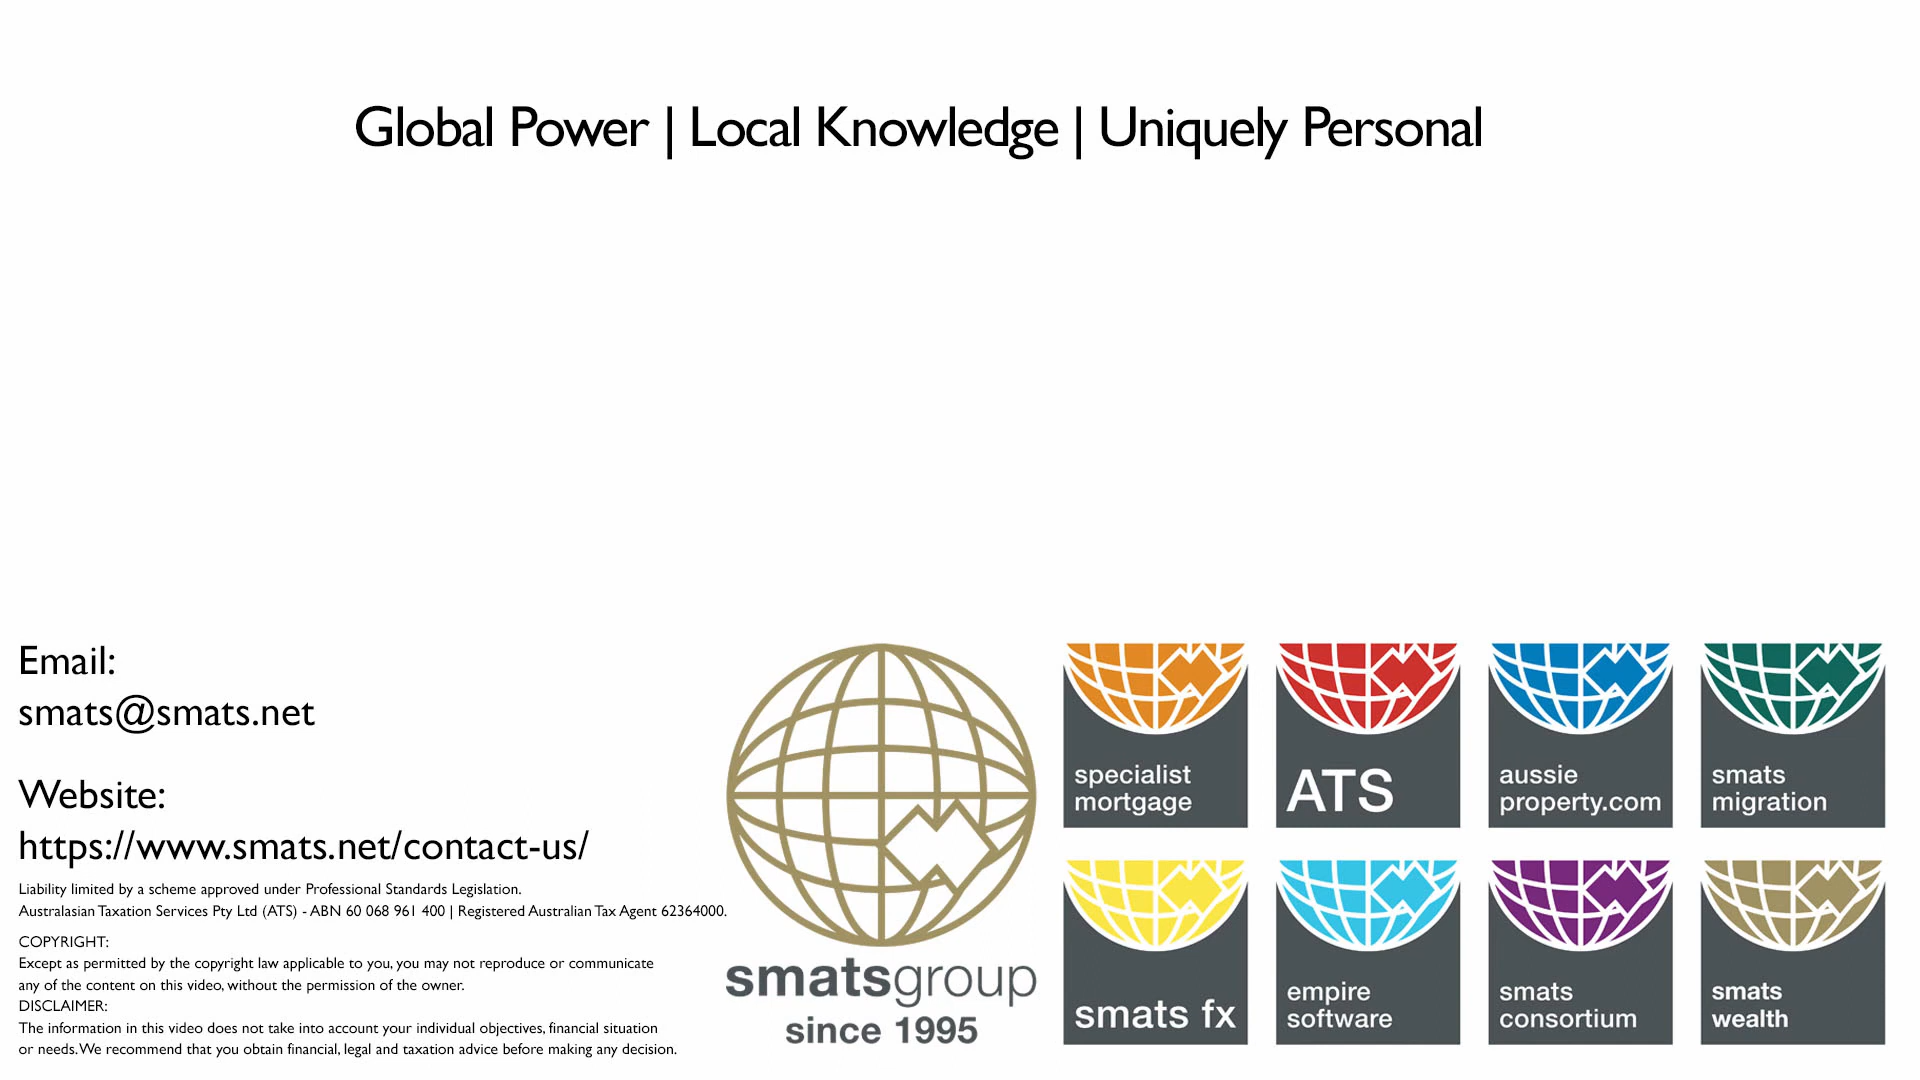 Global Power | Local Knowledge | Uniquely Personal
Email:
smats@smats.net
Website:
https://www.smats.net/contact-us/
Liability limited by a scheme approved under Professional Standards Legislation.
Australasian Taxation Services Pty Ltd (ATS) - ABN 60 068 961 400 | Registered Australian Tax Agent 62364000.
COPYRIGHT:
Except as permitted by the copyright law applicable to you, you may not reproduce or communicate
any of the content on this video, without the permission of the owner.
DISCLAIMER:
The information in this video does not take into account your individual objectives, financial situation
or needs. We recommend that you obtain financial, legal and taxation advice before making any decision.
smatsgroup
since 1995
specialist
mortgage
ATS
aussie
property.com
smats
migration
smats fx
empire
software
smats
consortium
smats
wealth